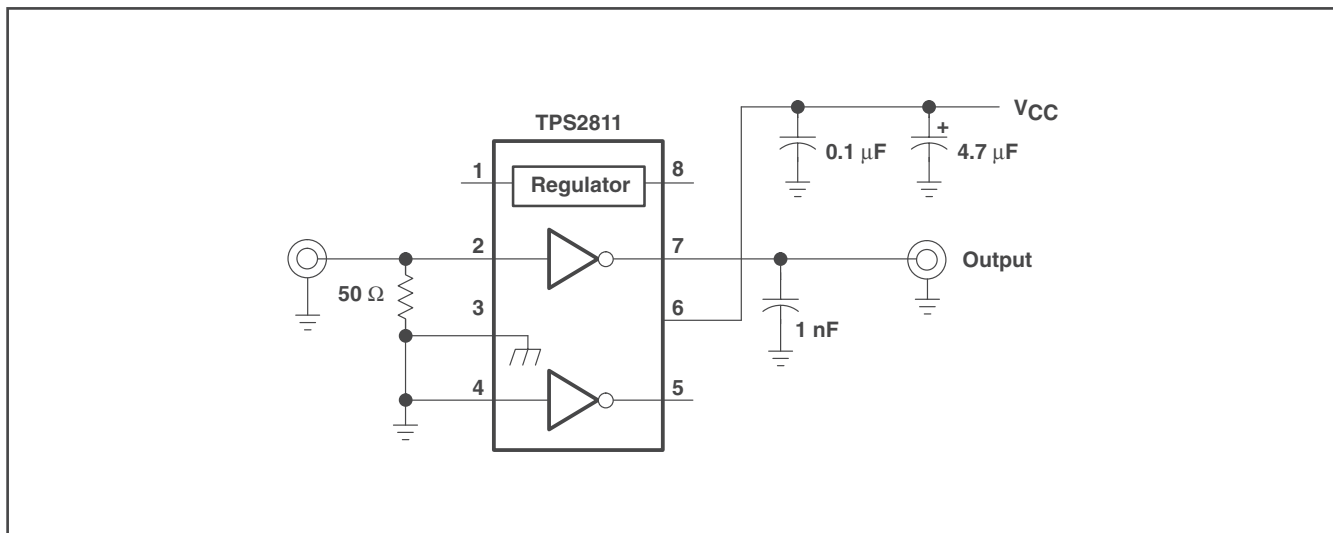 TPS2811
V_CC
+
0.1 µF
4.7 µF
1
Regulator
8
2
7
Output
50 Ω
3
6
1 nF
4
5